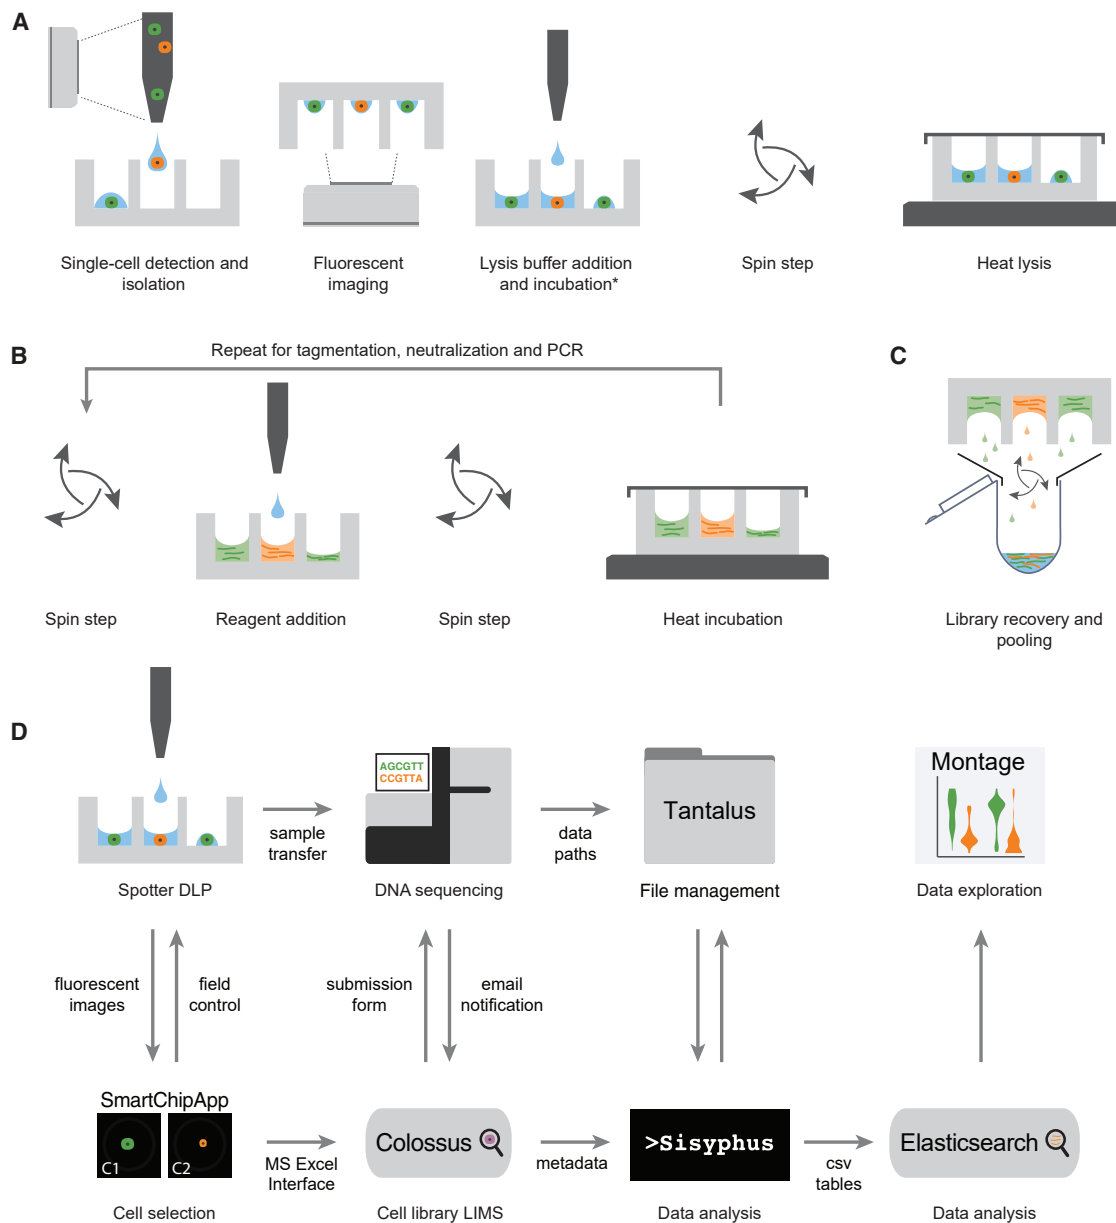 A
Single-cell detection and
isolation
Fluorescent
imaging
Lysis buffer addition
and incubation*
Spin step
Heat lysis
B
Repeat for tagmentation, neutralization and PCR
Spin step
Reagent addition
Spin step
Heat incubation
C
Library recovery and
pooling
D
Spotter DLP
sample
transfer
AGCGTT
CCGTTA
DNA sequencing
data
paths
Tantalus
File management
Montage
Data exploration
fluorescent
images
field
control
submission
form
email
notification
SmartChipApp
C1
C2
Cell selection
MS Excel
Interface
Colossus
Cell library LIMS
metadata
>Sisyphus
Data analysis
csv
tables
Elasticsearch
Data analysis